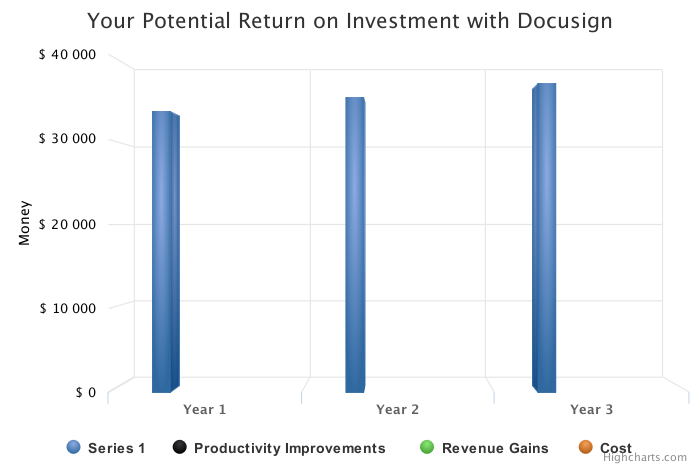 Your Potential Return on Investment with Docusign
$ 40 000
$ 30 000
$ 20 000
$ 10 000
$ 0
Money
Year 1 Year 2 Year 3
Series 1 Productivity Improvements Revenue Gains Cost
Highcharts.com